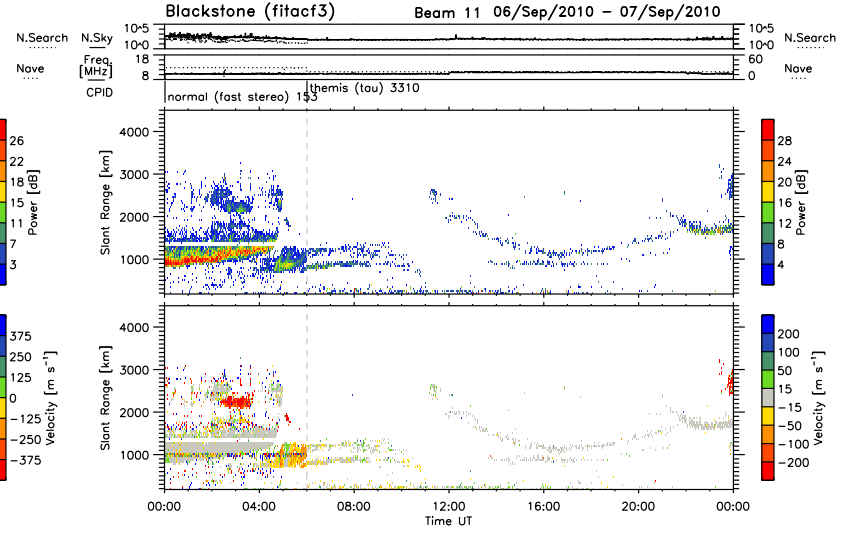 Blackstone (fitacf3)
Beam 11 06/Sep/2010 – 07/Sep/2010
N.Search N.Sky 10^5 10^5 N.Search
10^0 10^0
Nave Freq. [MHz] 18 60 Nave
8 0
CPID
normal (fast stereo) 153
themis (tau) 3310
Slant Range [km]
4000
3000
2000
1000
Power [dB]
26
22
18
15
11
7
3
Power [dB]
28
24
20
16
12
8
4
Slant Range [km]
4000
3000
2000
1000
Velocity [m s⁻¹]
375
250
125
0
−125
−250
−375
Velocity [m s⁻¹]
200
100
50
15
−15
−50
−100
−200
00:00 04:00 08:00 12:00 16:00 20:00 00:00
Time UT